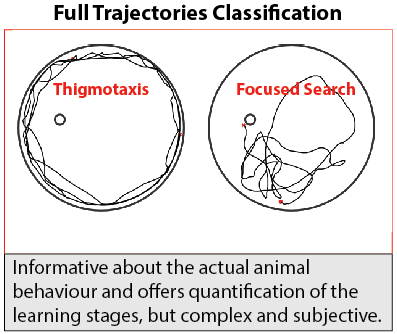 Full Trajectories Classification
Thigmotaxis
Focused Search
Informative about the actual animal
behaviour and offers quantification of the
learning stages, but complex and subjective.